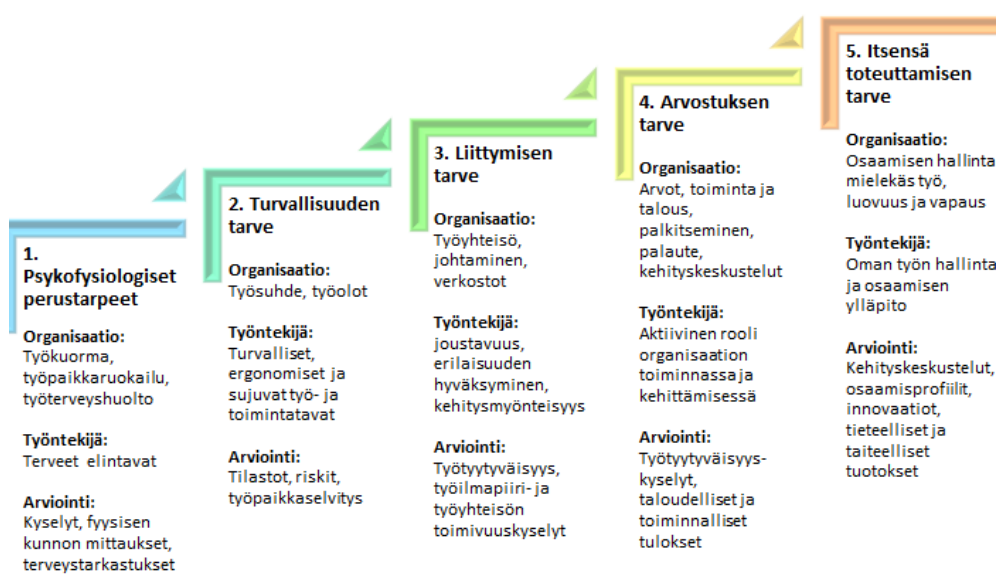 1.
Psykofysiologiset
perustarpeet
Organisaatio:
Työkuorma,
työpaikkaruokailu,
työterveyshuolto
Työntekijä:
Terveet elintavat
Arviointi:
Kyselyt, fyysisen
kunnon mittaukset,
terveystarkastukset
2. Turvallisuuden
tarve
Organisaatio:
Työsuhde, työolot
Työntekijä:
Turvalliset,
ergonomiset ja
sujuvat työ- ja
toimintatavat
Arviointi:
Tilastot, riskit,
työpaikkaselvitys
3. Liittymisen
tarve
Organisaatio:
Työyhteisö,
johtaminen,
verkostot
Työntekijä:
joustavuus,
erilaisuuden
hyväksyminen,
kehitysmyönteisyys
Arviointi:
Työtyytyväisyys,
työilmapiiri- ja
työyhteisön
toimivuuskyselyt
4. Arvostuksen
tarve
Organisaatio:
Arvot, toiminta ja
talous,
palkitseminen,
palaute,
kehityskeskustelut
Työntekijä:
Aktiivinen rooli
organisaation
toiminnassa ja
kehittämisessä
Arviointi:
Työtyytyväisyys-
kyselyt,
taloudelliset ja
toiminnalliset
tulokset
5. Itsensä
toteuttamisen
tarve
Organisaatio:
Osaamisen hallinta
mielekäs työ,
luovuus ja vapaus
Työntekijä:
Oman työn hallinta
ja osaamisen
ylläpito
Arviointi:
Kehityskeskustelut,
osaamisprofiilit,
innovaatiot,
tieteelliset ja
taiteelliset
tuotokset